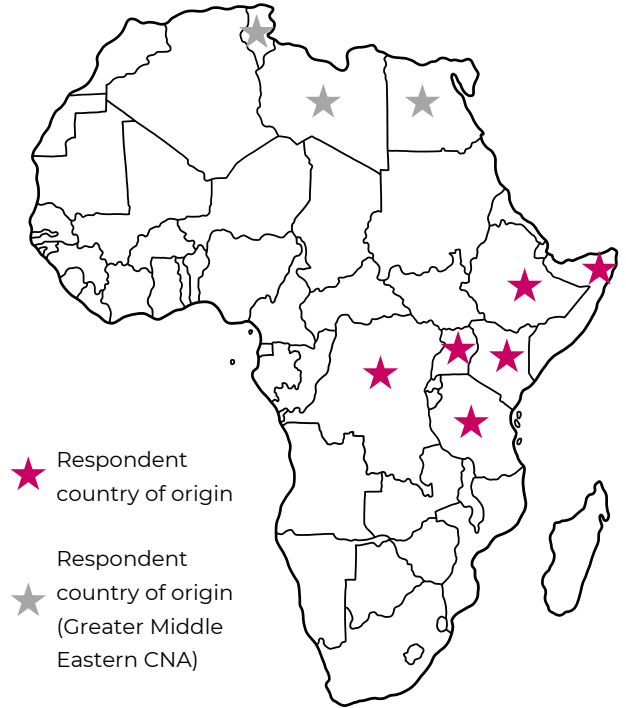 Respondent
country of origin
Respondent
country of origin
(Greater Middle
Eastern CNA)